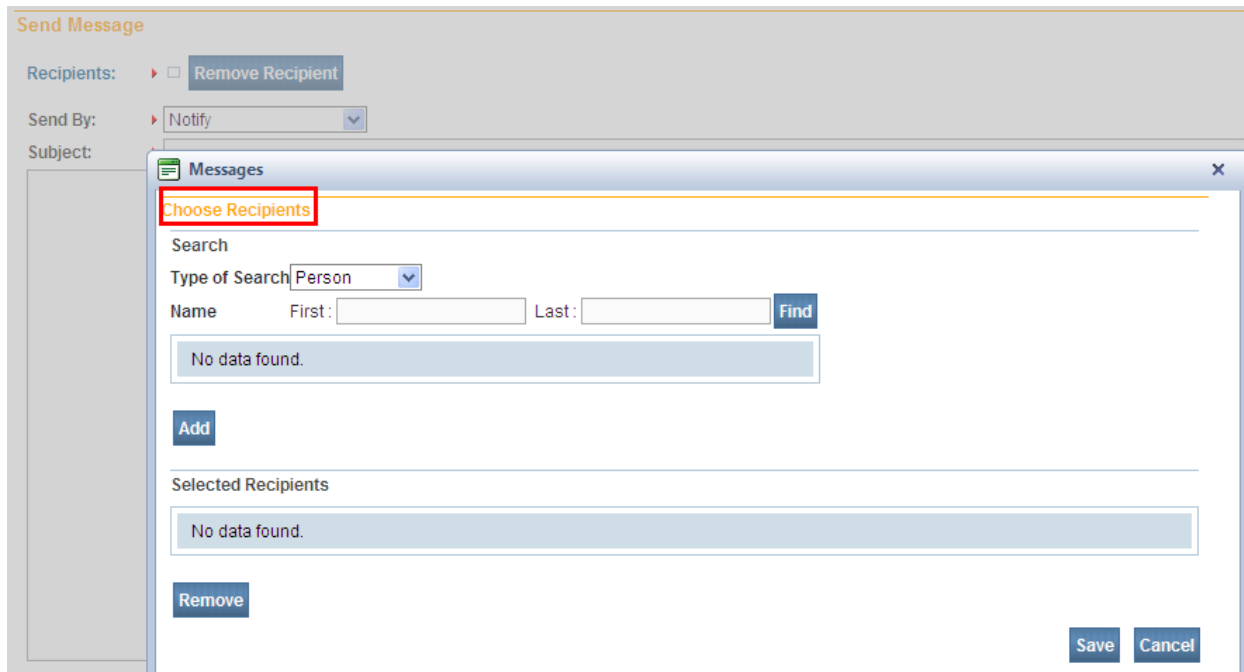 Send Message
Recipients: Remove Recipient
Send By: Notify
Subject:
Messages
Choose Recipients
Search
Type of Search Person
Name First : Last : Find
No data found.
Add
Selected Recipients
No data found.
Remove
Save Cancel